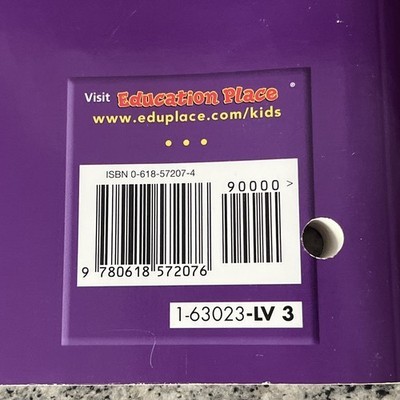 Visit Education Place ®
www.eduplace.com/kids
ISBN 0-618-57207-4
90000 >
9 780618 572076
1-63023-LV 3